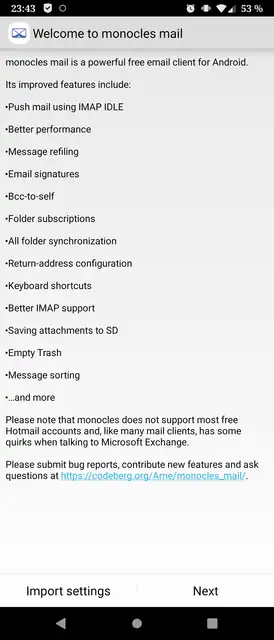 23:43 53 %
Welcome to monocles mail
monocles mail is a powerful free email client for Android.
Its improved features include:
•Push mail using IMAP IDLE
•Better performance
•Message refiling
•Email signatures
•Bcc-to-self
•Folder subscriptions
•All folder synchronization
•Return-address configuration
•Keyboard shortcuts
•Better IMAP support
•Saving attachments to SD
•Empty Trash
•Message sorting
•…and more
Please note that monocles does not support most free
Hotmail accounts and, like many mail clients, has some
quirks when talking to Microsoft Exchange.
Please submit bug reports, contribute new features and ask
questions at https://codeberg.org/Arne/monocles_mail/.
Import settings Next